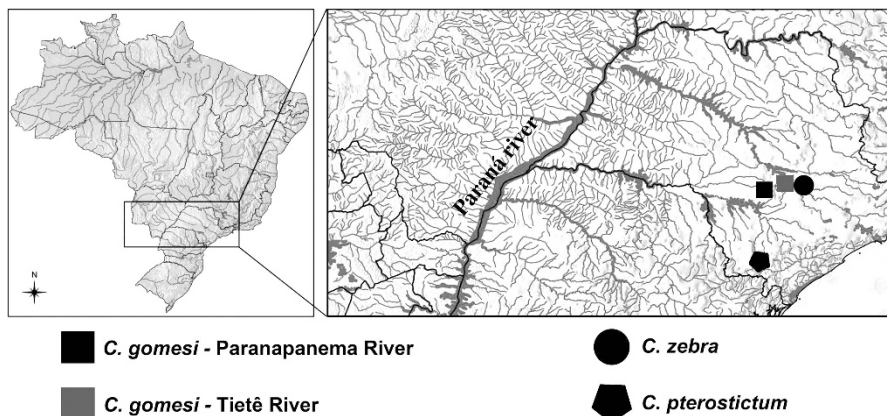 N
Paraná river
C. gomesi - Paranapanema River
C. zebra
C. gomesi - Tietê River
C. pterostictum